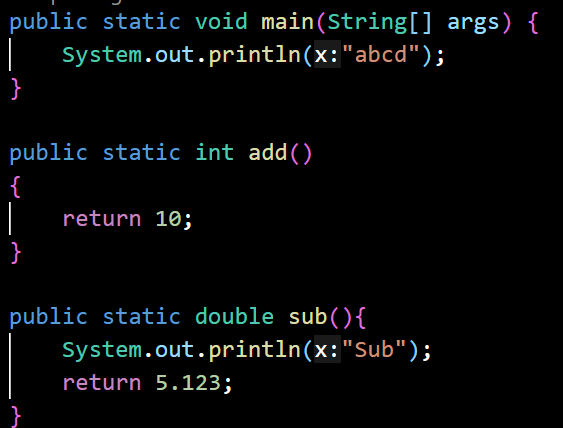 public static void main(String[] args) {
System.out.println(x:"abcd");
}
public static int add()
{
return 10;
}
public static double sub(){
System.out.println(x:"Sub");
return 5.123;
}